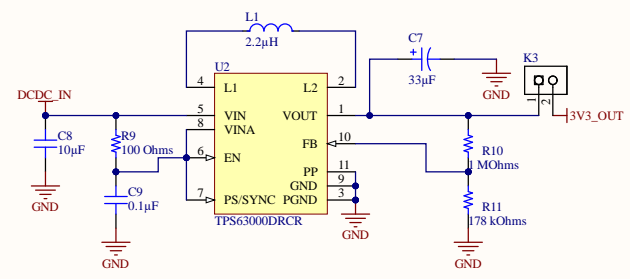 L1
2.2µH
C7
33µF
K3
U2
GND
1
2
3V3_OUT
DCDC_IN
4
L1
L2
2
5
VIN
VOUT
1
8
VINA
C8
10µF
R9
100 Ohms
FB
10
6
EN
R10
1 MOhms
PP
11
GND
9
7
PS/SYNC
PGND
3
C9
0.1µF
R11
178 kOhms
TPS63000DRCR
GND
GND
GND
GND